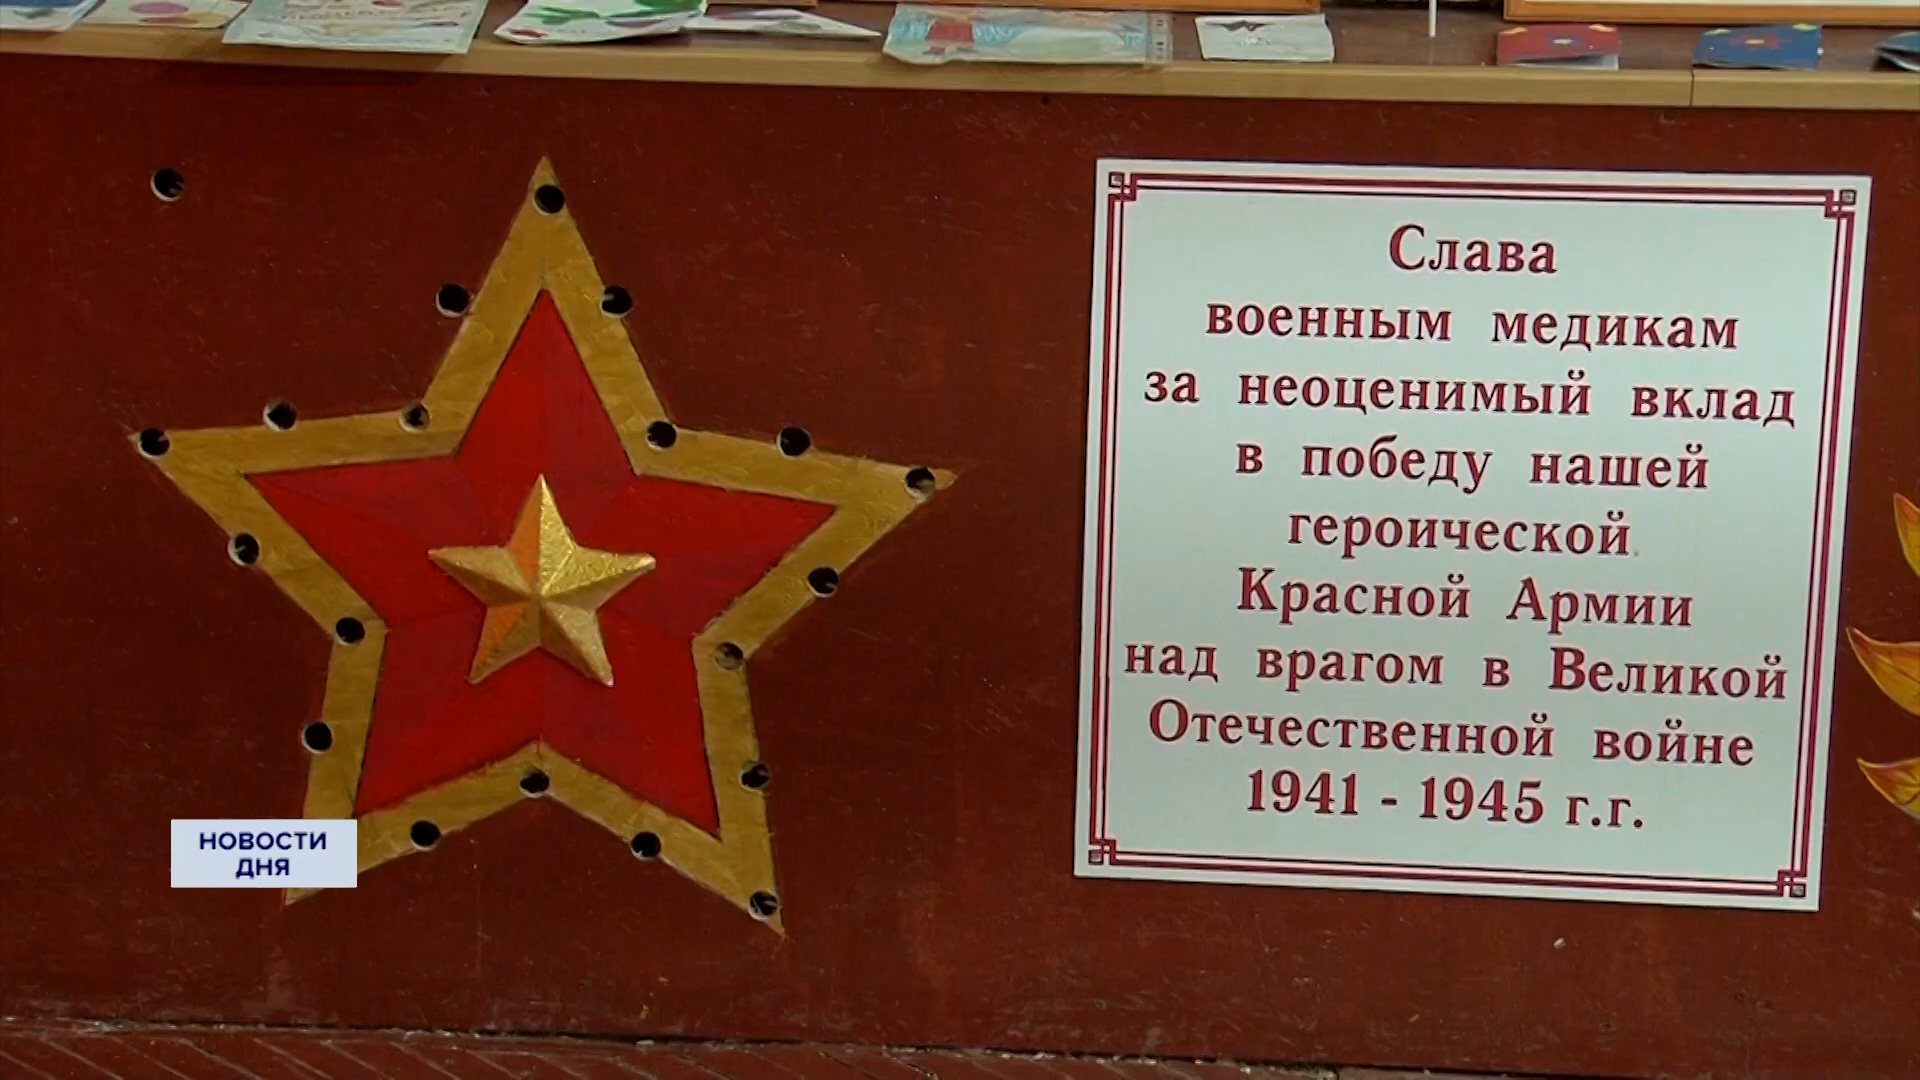 Слава
военным медикам
за неоценимый вклад
в победу нашей
героической
Красной Армии
над врагом в Великой
Отечественной войне
1941 - 1945 г.г.
НОВОСТИ
ДНЯ